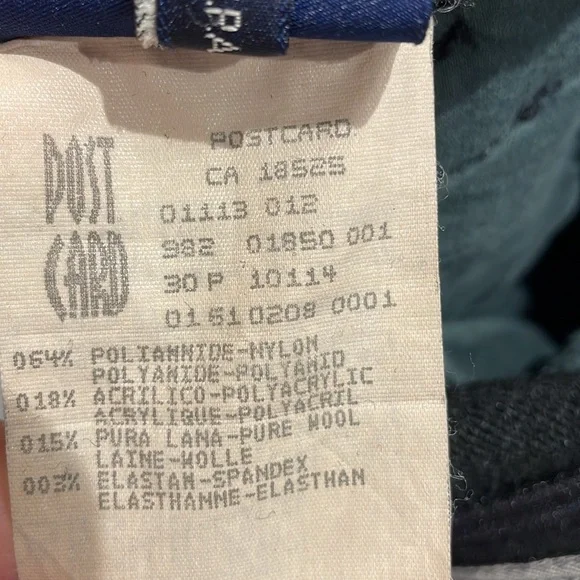 P.A
POST
CARD
POSTCARD
CA 18525
01113 012
982 01850 001
30 P 10114
01510208 0001
064% POLIAMMIDE-NYLON
POLYAMIDE-POLYAMID
018% ACRILICO-POLYACRYLIC
ACRYLIQUE-POLYACRIL
015% PURA LANA-PURE WOOL
LAINE-WOLLE
003% ELASTAM-SPANDEX
ELASTHANNE-ELASTHAN